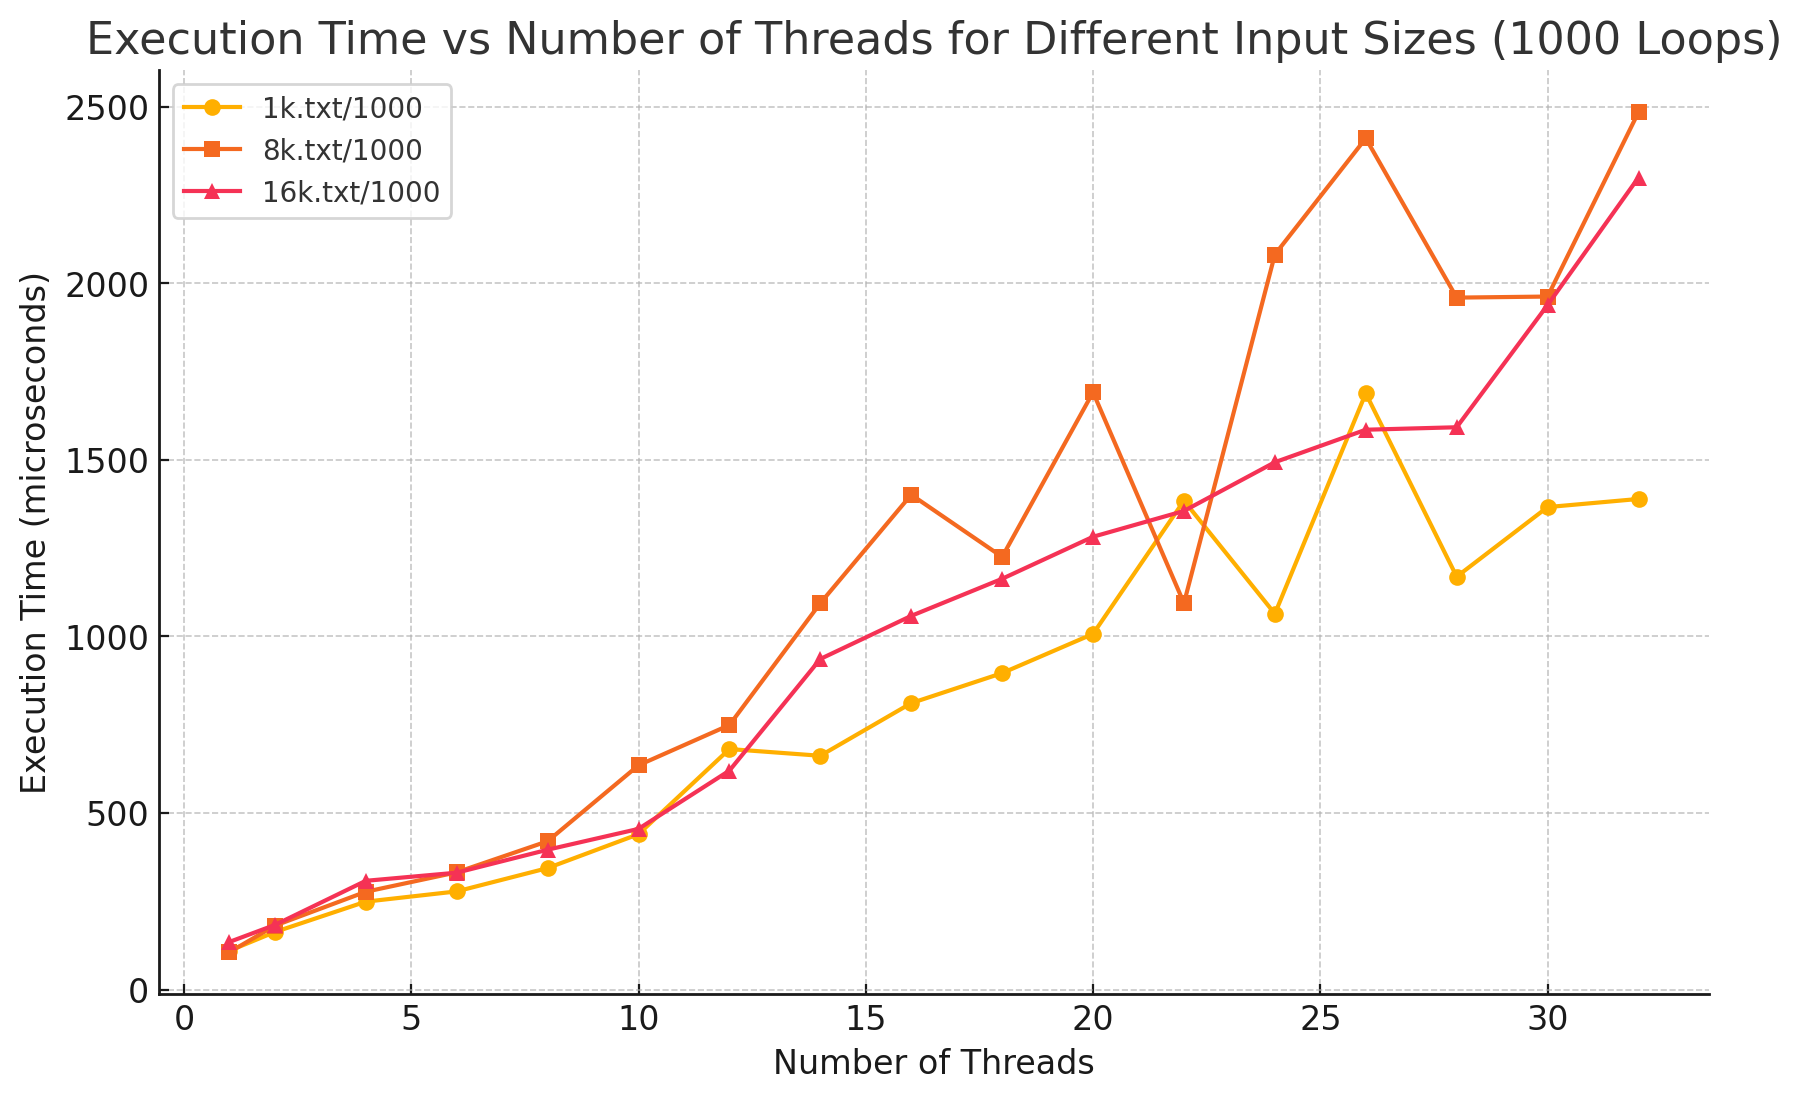 Execution Time vs Number of Threads for Different Input Sizes (1000 Loops)
1k.txt/1000
8k.txt/1000
16k.txt/1000
Execution Time (microseconds)
2500
2000
1500
1000
500
0
0 5 10 15 20 25 30
Number of Threads